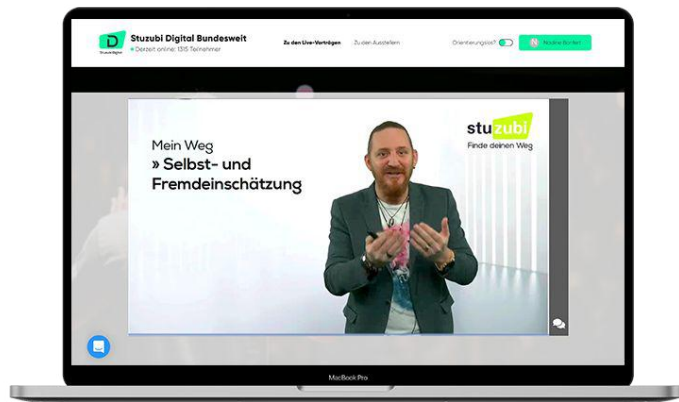 Stuzubi Digital Bundesweit
Derzeit online: 1315 Teilnehmer
Zu den Live-Vorträgen
Zu den Ausstellern
Orientierungslos?
stuzubi
Finde deinen Weg
Mein Weg
» Selbst- und
Fremdeinschätzung
MacBook Pro